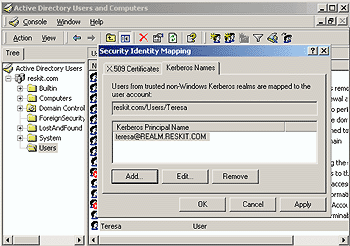 Active Directory Users and Computers
Console Window Help
Action View
Tree
Active Directory Users and Computers
reskit.com
Builtin
Computers
Domain Control
ForeignSecurity
LostAndFound
System
Users
Security Identity Mapping
X.509 Certificates Kerberos Names
Users from trusted non-Windows Kerberos realms are mapped to the
user account:
reskit.com/Users/Teresa
Kerberos Principal Name
teresa@REALM.RESKIT.COM
Add... Edit... Remove
OK Cancel Apply
Teresa User